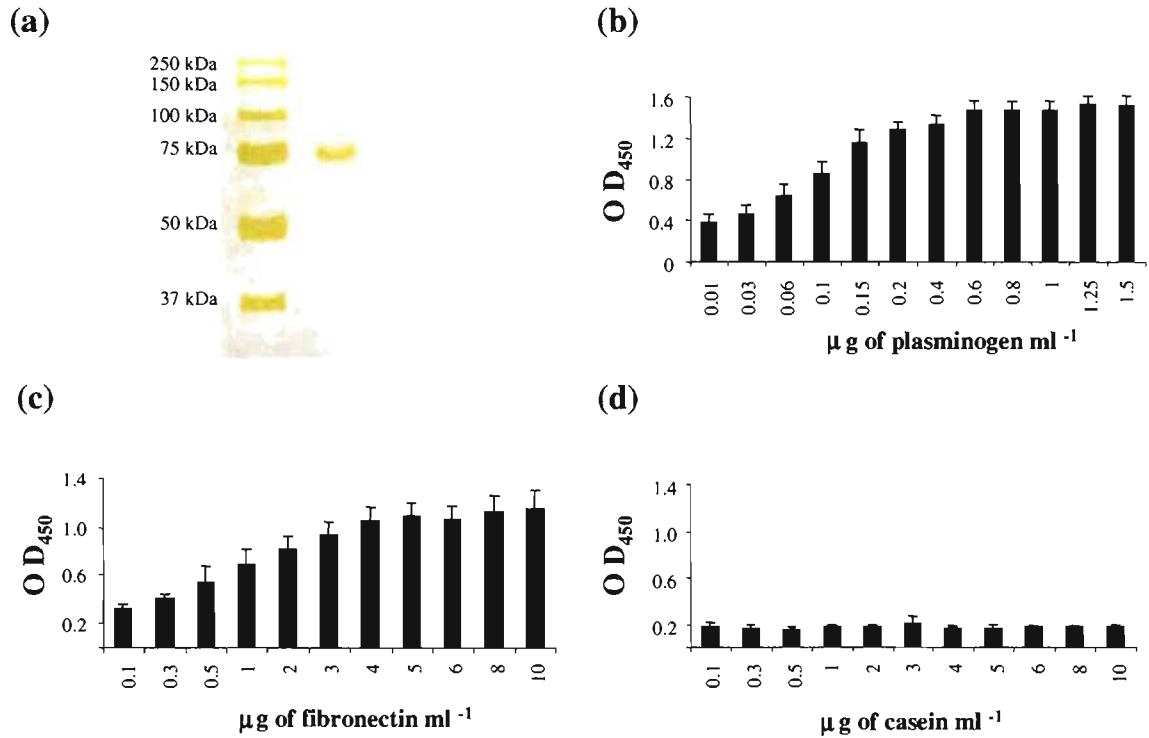 (a)
250 kDa
150 kDa
100 kDa
75 kDa
50 kDa
37 kDa
(b)
O D450
1.6
1.2
0.8
0.4
0
0.01 0.03 0.06 0.1 0.15 0.2 0.4 0.6 0.8 1 1.25 1.5
µ g of plasminogen ml -1
(c)
O D450
1.4
1.0
0.6
0.2
0.1 0.3 0.5 1 2 3 4 5 6 8 10
µ g of fibronectin ml -1
(d)
O D450
1.4
1.0
0.6
0.2
0.1 0.3 0.5 1 2 3 4 5 6 8 10
µ g of casein ml -1